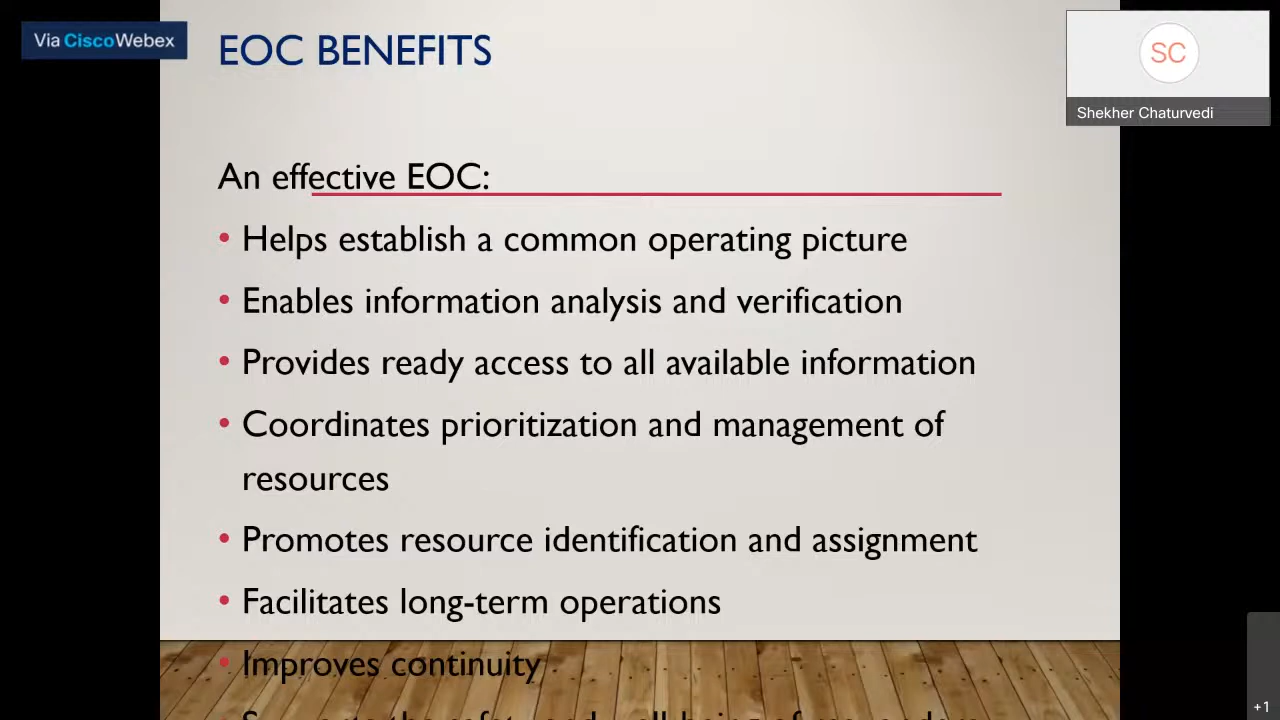 Via Cisco Webex
EOC BENEFITS
SC
Shekher Chaturvedi
An effective EOC:
• Helps establish a common operating picture
• Enables information analysis and verification
• Provides ready access to all available information
• Coordinates prioritization and management of
resources
• Promotes resource identification and assignment
• Facilitates long-term operations
• Improves continuity
+1